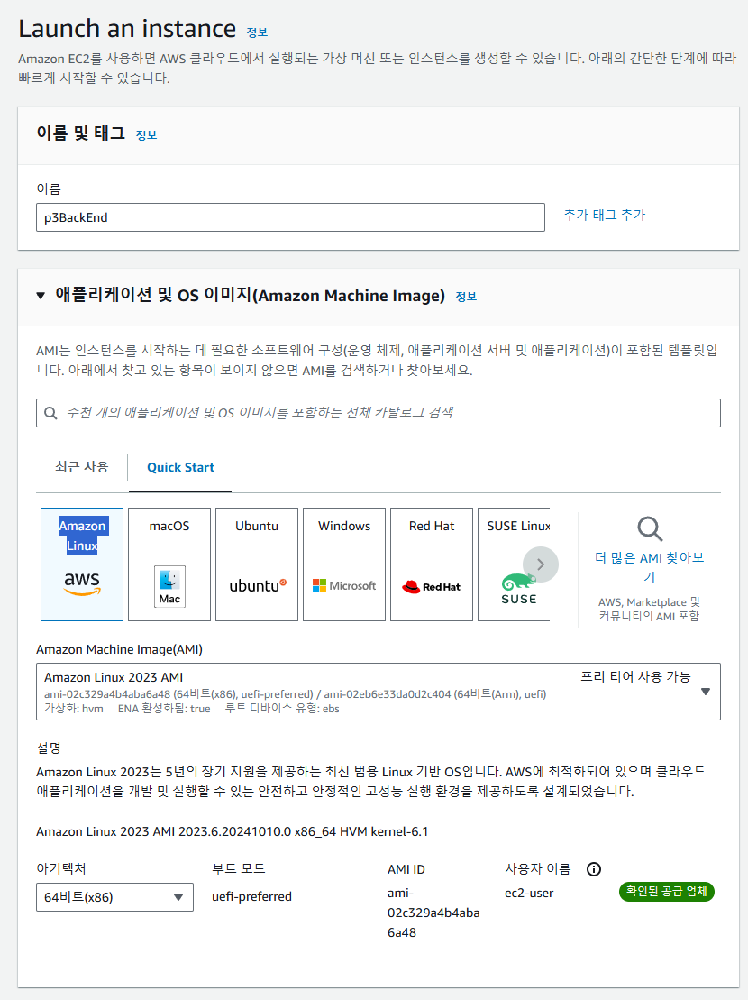 Launch an instance 정보
Amazon EC2를 사용하면 AWS 클라우드에서 실행되는 가상 머신 또는 인스턴스를 생성할 수 있습니다. 아래의 간단한 단계에 따라
빠르게 시작할 수 있습니다.
이름 및 태그 정보
이름
p3BackEnd
추가 태그 추가
애플리케이션 및 OS 이미지(Amazon Machine Image) 정보
AMI는 인스턴스를 시작하는 데 필요한 소프트웨어 구성(운영 체제, 애플리케이션 서버 및 애플리케이션)이 포함된 템플릿입
니다. 아래에서 찾고 있는 항목이 보이지 않으면 AMI를 검색하거나 찾아보세요.
수천 개의 애플리케이션 및 OS 이미지를 포함하는 전체 카탈로그 검색
최근 사용
Quick Start
Amazon
Linux
aws
macOS
Mac
Ubuntu
ubuntu
Windows
Microsoft
Red Hat
Red Hat
SUSE Linux
SUSE
더 많은 AMI 찾아보
기
AWS, Marketplace 및
커뮤니티의 AMI 포함
Amazon Machine Image(AMI)
Amazon Linux 2023 AMI
프리 티어 사용 가능
ami-02c329a4b4aba6a48 (64비트(x86), uefi-preferred) / ami-02eb6e33da0d2c404 (64비트(Arm), uefi)
가상화: hvm ENA 활성화됨: true 루트 디바이스 유형: ebs
설명
Amazon Linux 2023는 5년의 장기 지원을 제공하는 최신 범용 Linux 기반 OS입니다. AWS에 최적화되어 있으며 클라우드
애플리케이션을 개발 및 실행할 수 있는 안전하고 안정적인 고성능 실행 환경을 제공하도록 설계되었습니다.
Amazon Linux 2023 AMI 2023.6.20241010.0 x86_64 HVM kernel-6.1
아키텍처
64비트(x86)
부트 모드
uefi-preferred
AMI ID
ami-
02c329a4b4aba
6a48
사용자 이름
ec2-user
확인된 공급 업체